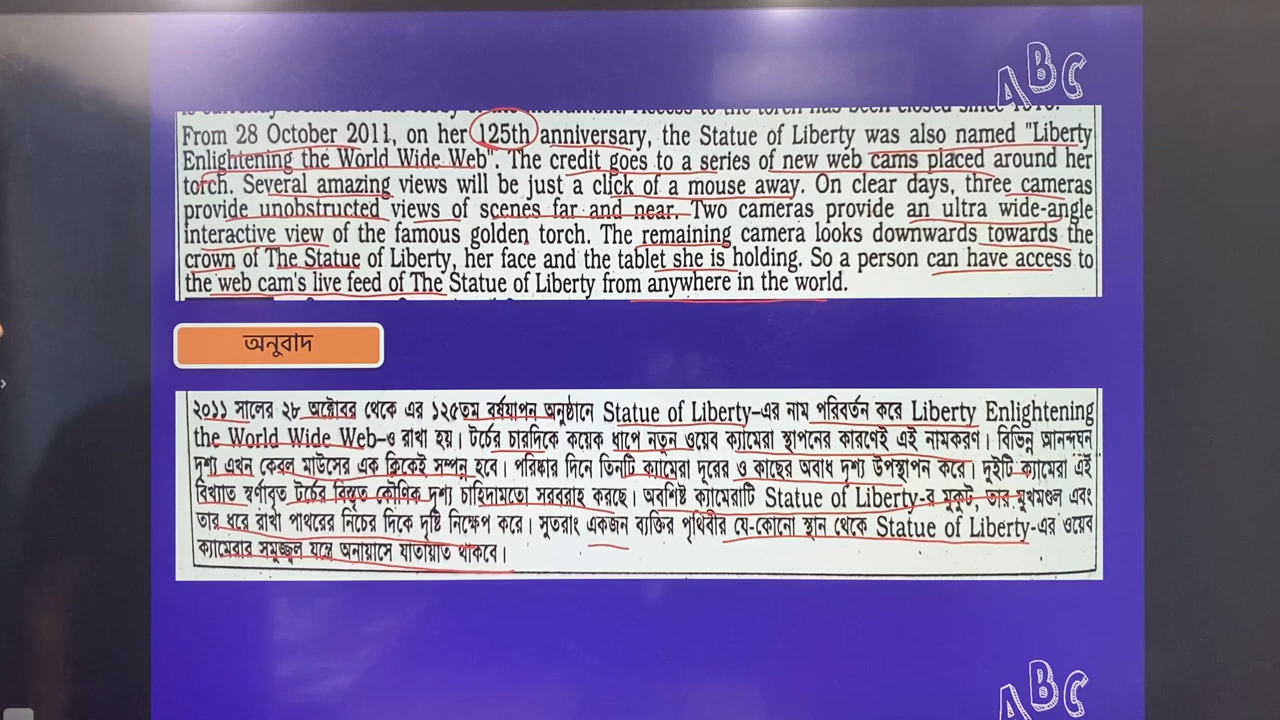 ABC
to the torch has been closed since
From 28 October 2011, on her 125th anniversary, the Statue of Liberty was also named "Liberty
Enlightening the World Wide Web". The credit goes to a series of new web cams placed around her
torch. Several amazing views will be just a click of a mouse away. On clear days, three cameras
provide unobstructed views of scenes far and near. Two cameras provide an ultra wide-angle
interactive view of the famous golden torch. The remaining camera looks downwards towards the
crown of The Statue of Liberty, her face and the tablet she is holding. So a person can have access to
the web cam's live feed of The Statue of Liberty from anywhere in the world.
অনুবাদ
২০১১ সালের ২৮ অক্টোবর থেকে এর ১২৫তম বর্ষযাপন অনুষ্ঠানে Statue of Liberty-এর নাম পরিবর্তন করে Liberty Enlightening
the World Wide Web-ও রাখা হয়। টর্চের চারদিকে কয়েক ধাপে নতুন ওয়েব ক্যামেরা স্থাপনের কারণেই এই নামকরণ। বিভিন্ন আনন্দঘন
দৃশ্য এখন কেবল মাউসের এক ক্লিকেই সম্পন্ন হবে। পরিষ্কার দিনে তিনটি ক্যামেরা দূরের ও কাছের অবাধ দৃশ্য উপস্থাপন করে। দুইটি ক্যামেরা এই
বিখ্যাত স্বর্ণাবৃত টর্চের বিস্তৃত কৌণিক দৃশ্য চাহিদামতো সরবরাহ করছে। অবশিষ্ট ক্যামেরাটি Statue of Liberty-র মুকুট, তার মুখমণ্ডল এবং
তার ধরে রাখা পাথরের নিচের দিকে দৃষ্টি নিক্ষেপ করে। সুতরাং একজন ব্যক্তির পৃথিবীর যে-কোনো স্থান থেকে Statue of Liberty-এর ওয়েব
ক্যামেরার সমুজ্জ্বল যন্ত্রে অনায়াসে যাতায়াত থাকবে।
ABC